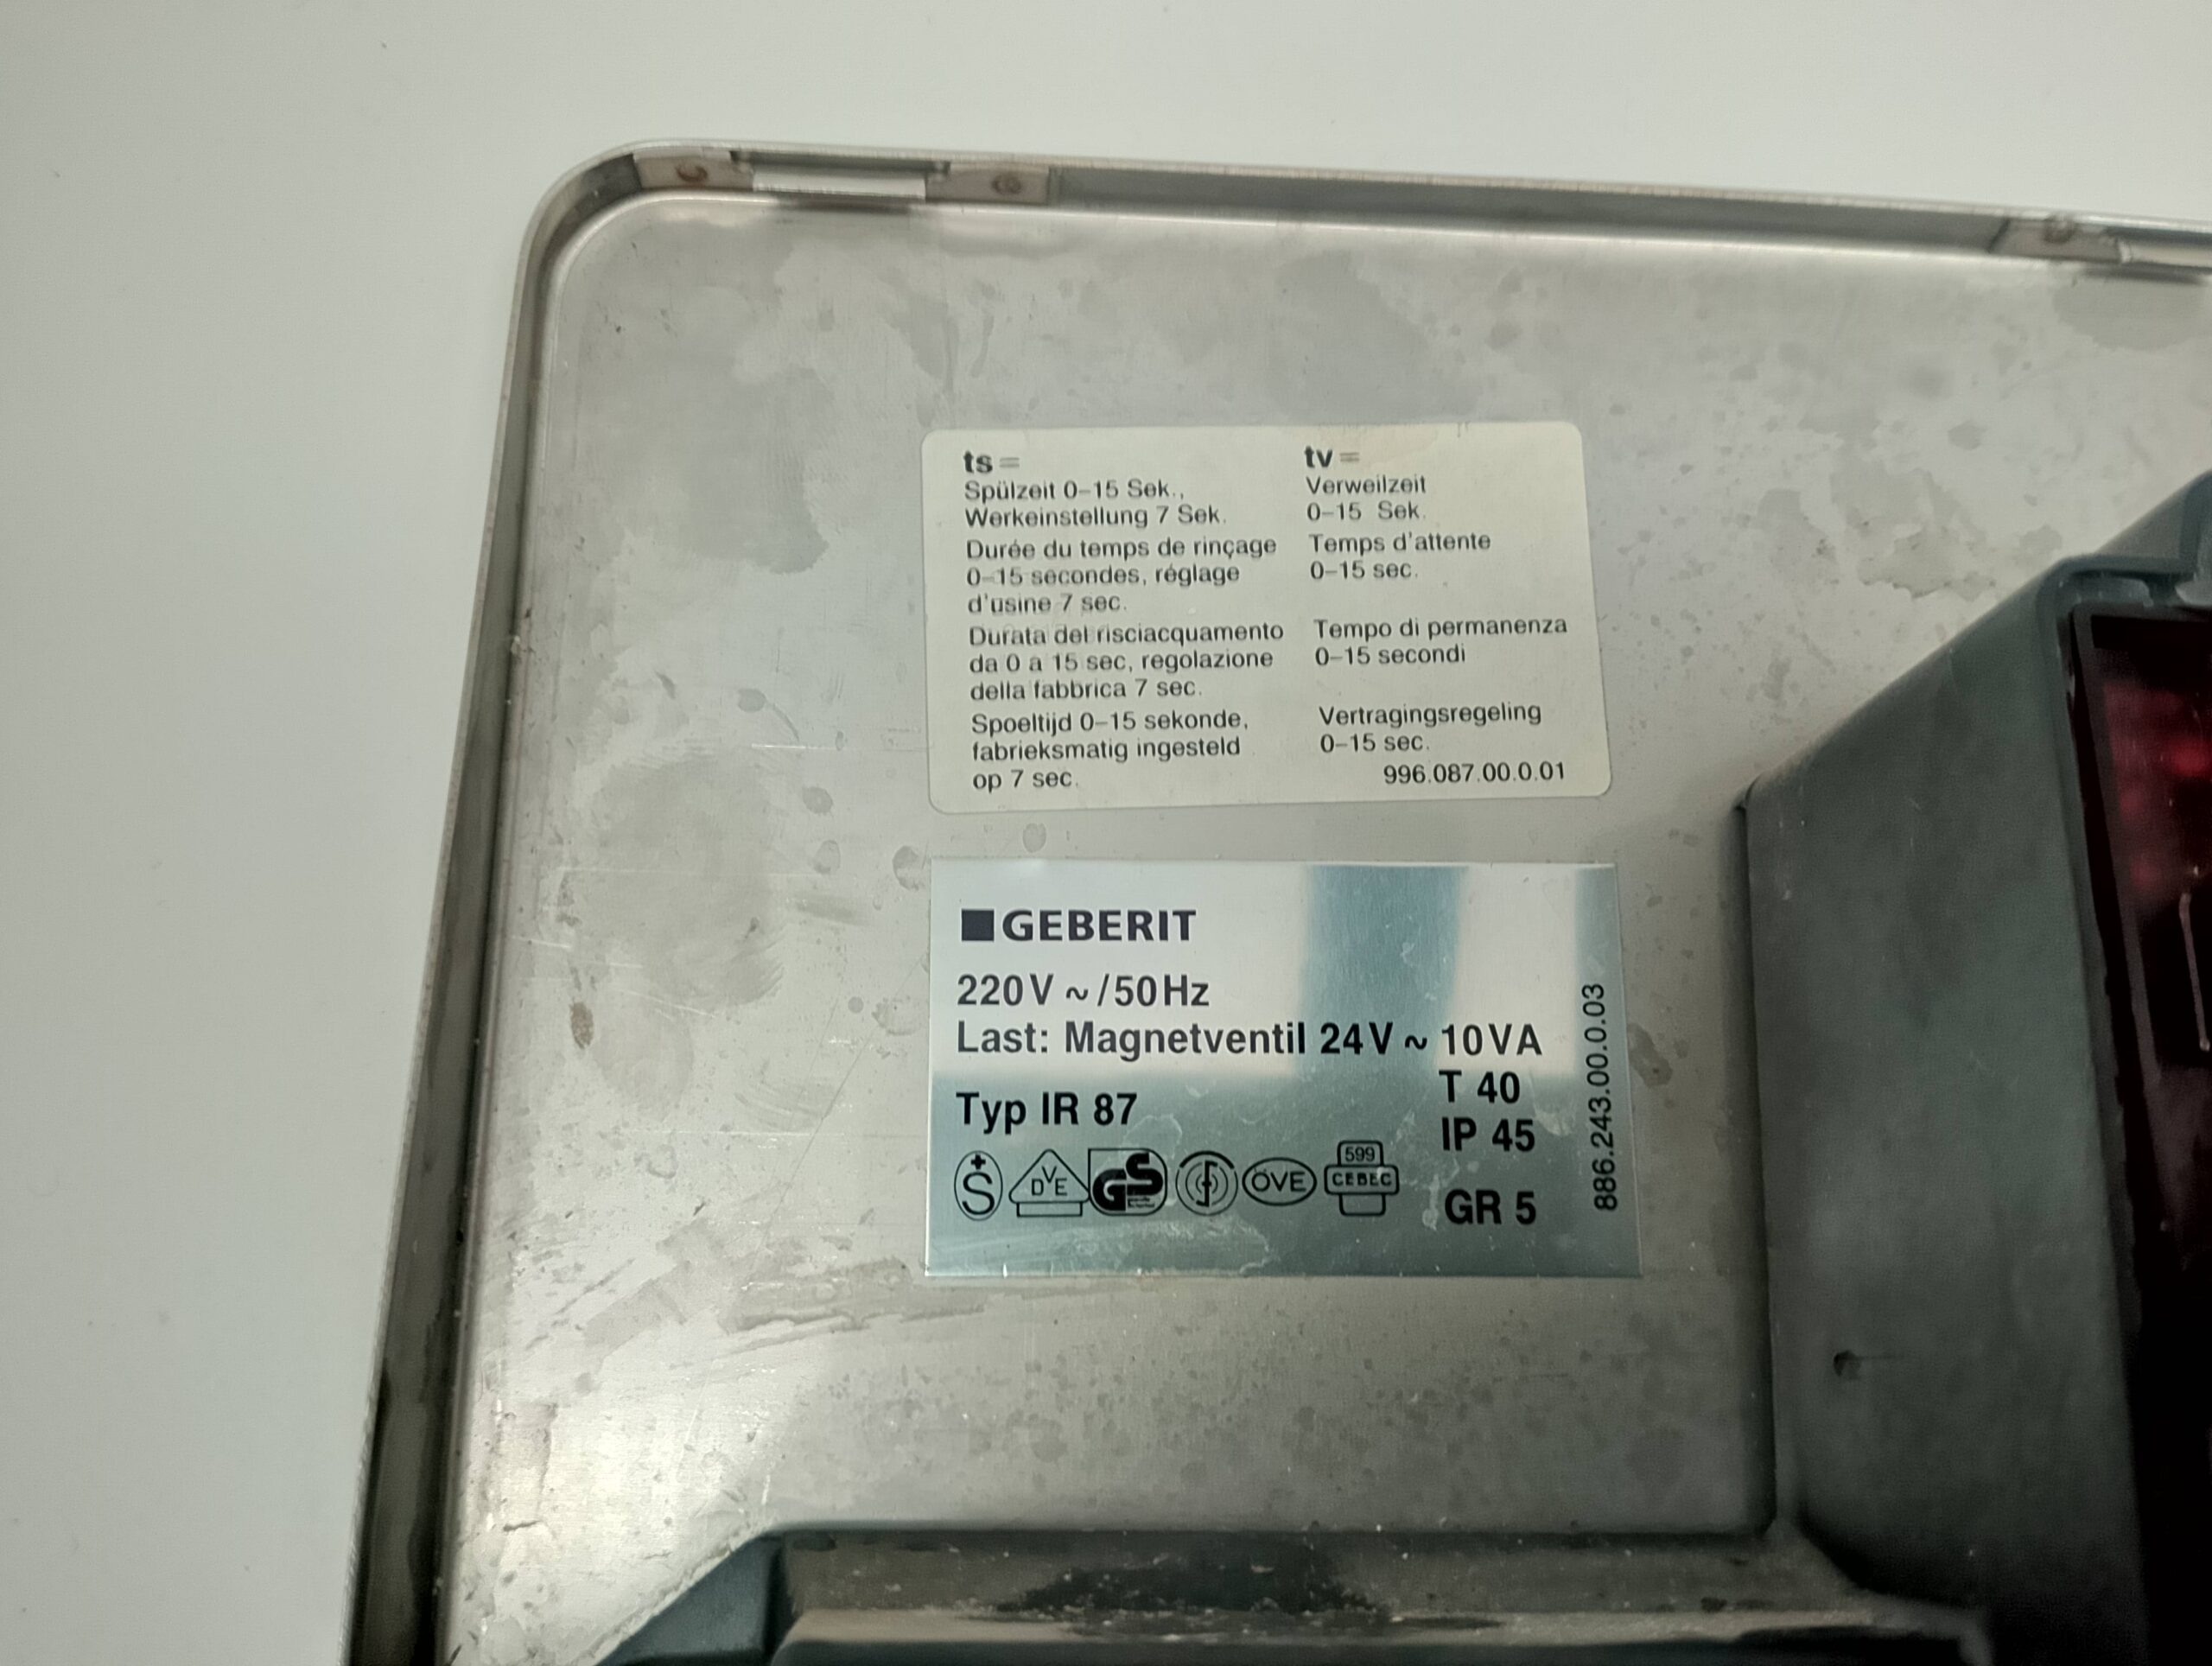 ts=
Spülzeit 0–15 Sek.,
Werkeinstellung 7 Sek.
Durée du temps de rinçage
0–15 secondes, réglage
d'usine 7 sec.
Durata del risciacquamento
da 0 a 15 sec, regolazione
della fabbrica 7 sec.
Spoeltijd 0–15 sekonde,
fabrieksmatig ingesteld
op 7 sec.
tv=
Verweilzeit
0–15 Sek.
Temps d'attente
0–15 sec.
Tempo di permanenza
0–15 secondi
Vertragingsregeling
0–15 sec.
996.087.00.0.01
GEBERIT
220V ~/50Hz
Last: Magnetventil 24V ~ 10VA
T 40
Typ IR 87
IP 45
S DVE GS ÖVE 599 CEBEC
GR 5
886.243.00.0.03